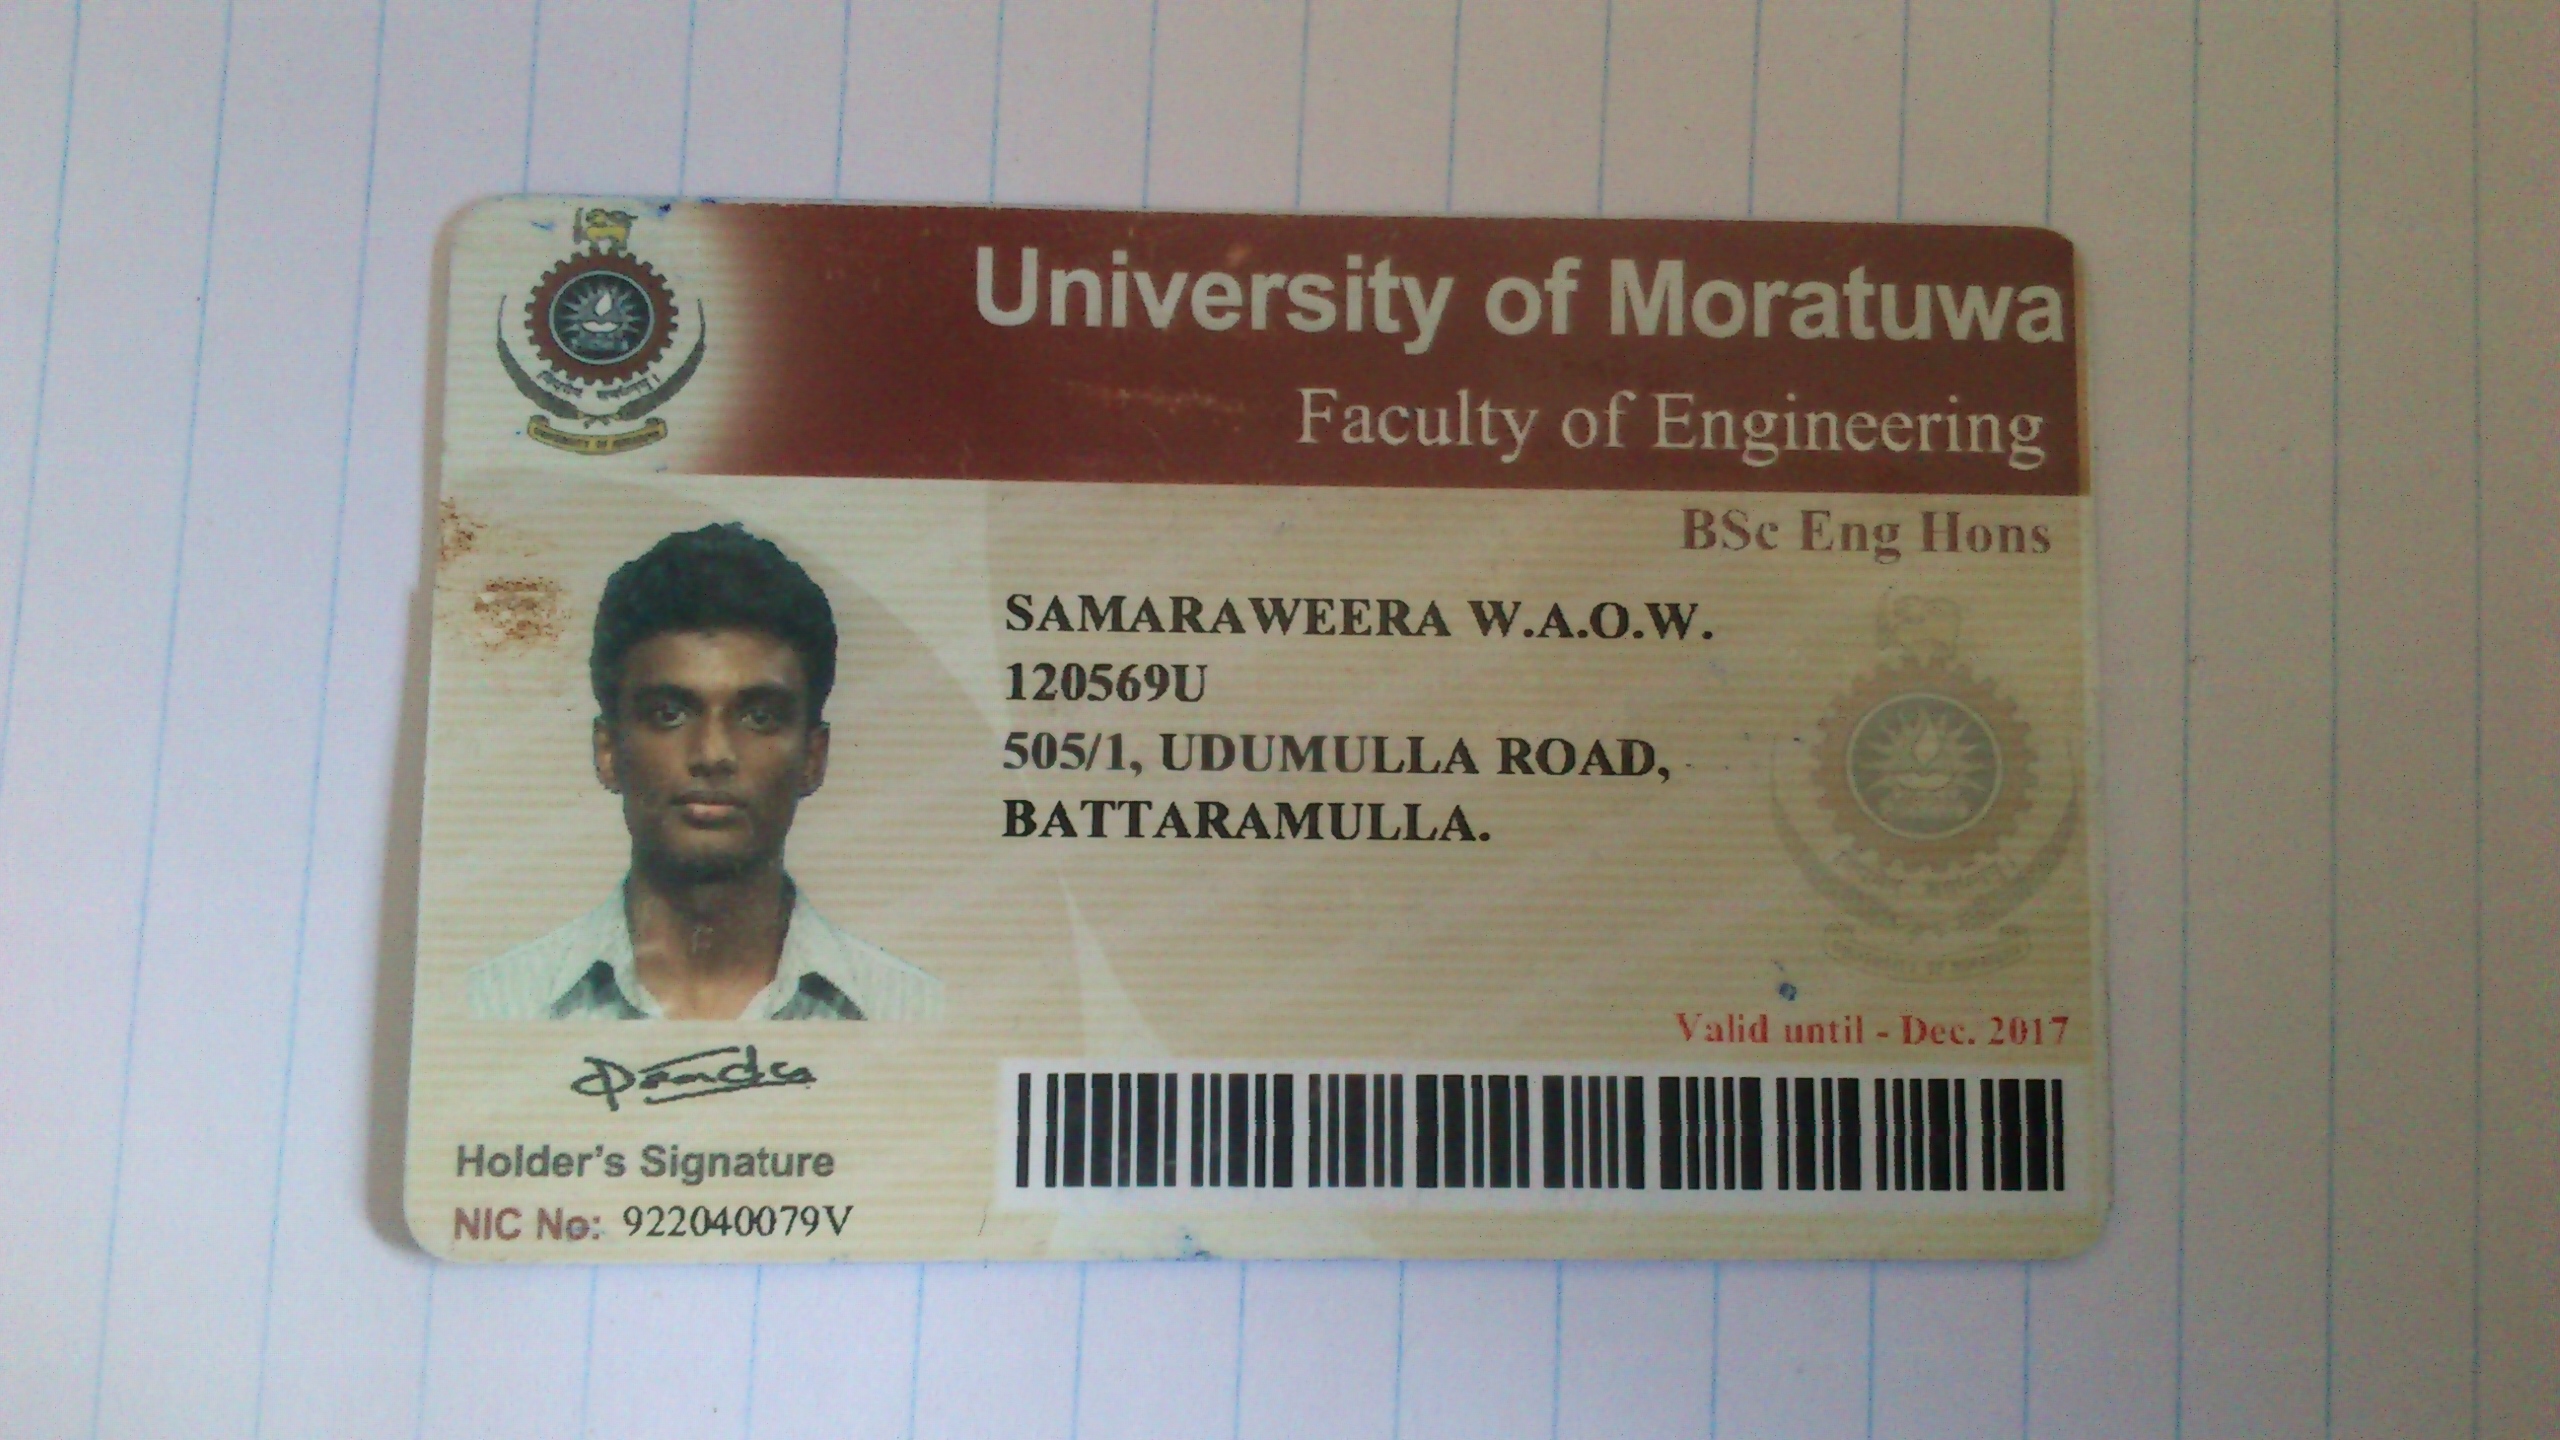 University of Moratuwa
Faculty of Engineering
BSc Eng Hons
SAMARAWEERA W.A.O.W.
120569U
505/1, UDUMULLA ROAD,
BATTARAMULLA.
Valid until - Dec. 2017
Holder's Signature
NIC No: 922040079V